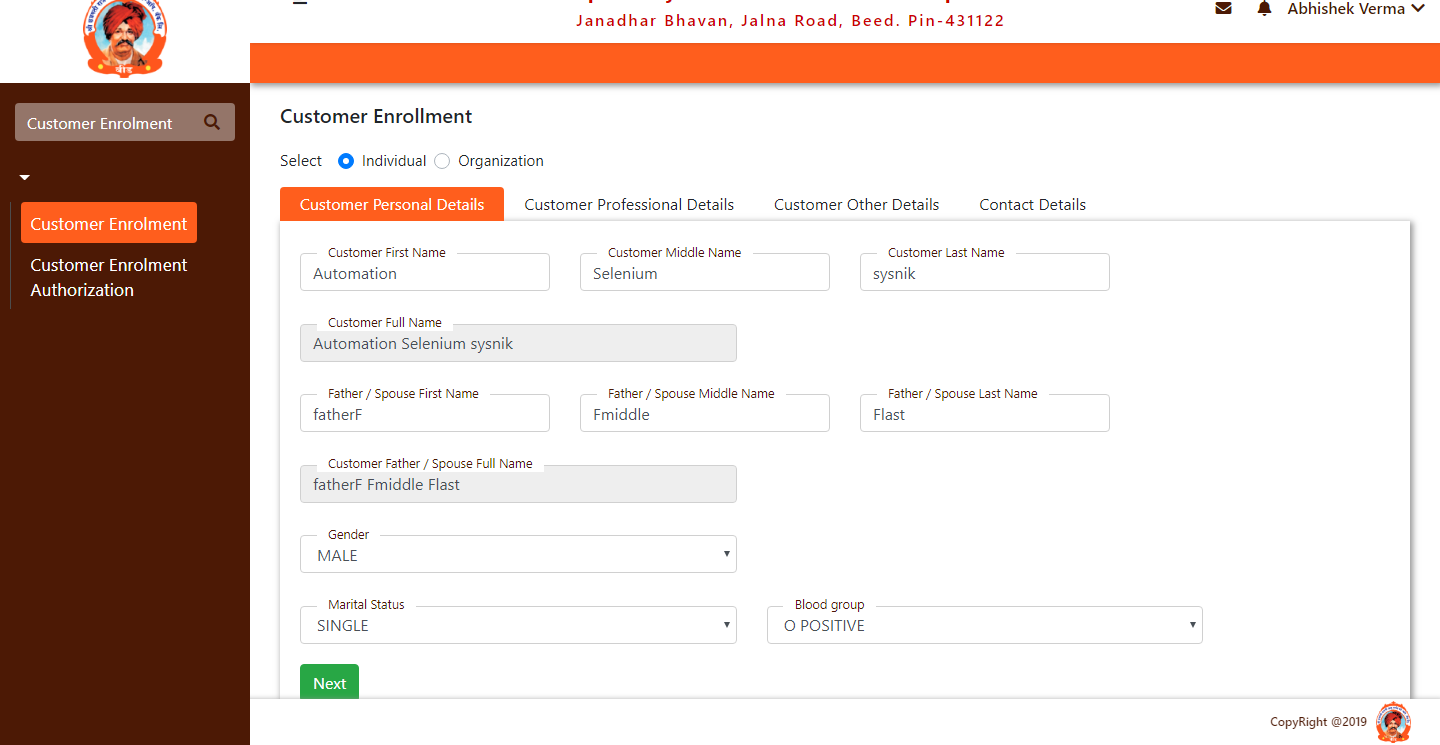 Janadhar Bhavan, Jalna Road, Beed. Pin-431122
Abhishek Verma
बीड
Customer Enrolment
Customer Enrolment
Customer Enrolment
Authorization
Customer Enrollment
Select Individual Organization
Customer Personal Details Customer Professional Details Customer Other Details Contact Details
Customer First Name Customer Middle Name Customer Last Name
Automation Selenium sysnik
Customer Full Name
Automation Selenium sysnik
Father / Spouse First Name Father / Spouse Middle Name Father / Spouse Last Name
fatherF Fmiddle Flast
Customer Father / Spouse Full Name
fatherF Fmiddle Flast
Gender
MALE
Marital Status Blood group
SINGLE O POSITIVE
Next
CopyRight @2019